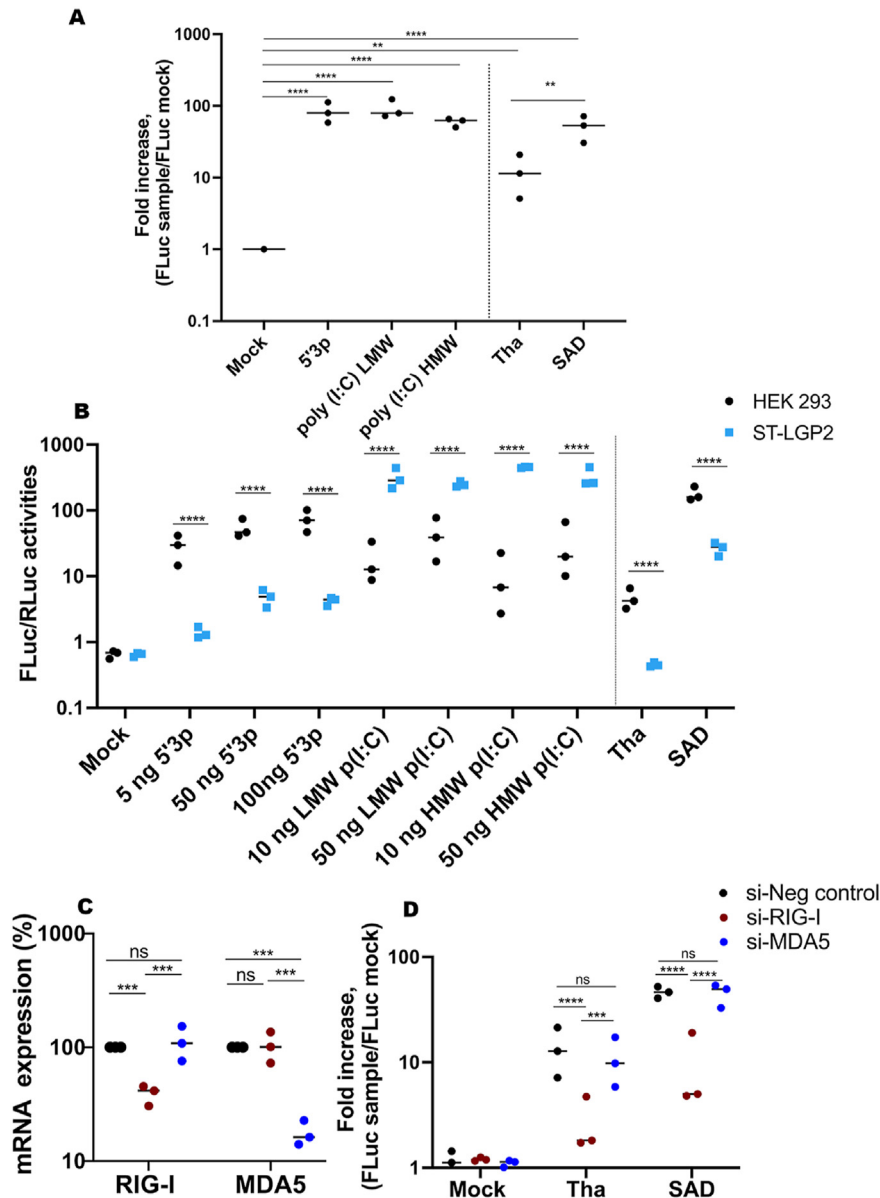 A
Fold increase,
(FLuc sample/FLuc mock)
1000
100
10
1
0.1
****
**
****
****
****
**
Mock
5'3p
poly (I:C) LMW
poly (I:C) HMW
Tha
SAD
B
HEK 293
ST-LGP2
FLuc/RLuc activities
1000
100
10
1
0.1
****
****
****
****
****
****
****
****
****
Mock
5 ng 5'3p
50 ng 5'3p
100ng 5'3p
10 ng LMW p(I:C)
50 ng LMW p(I:C)
10 ng HMW p(I:C)
50 ng HMW p(I:C)
Tha
SAD
C
mRNA expression (%)
1000
100
10
ns
***
***
***
ns
***
RIG-I
MDA5
D
si-Neg control
si-RIG-I
si-MDA5
Fold increase,
(FLuc sample/FLuc mock)
100
10
1
ns
****
***
ns
****
****
Mock
Tha
SAD